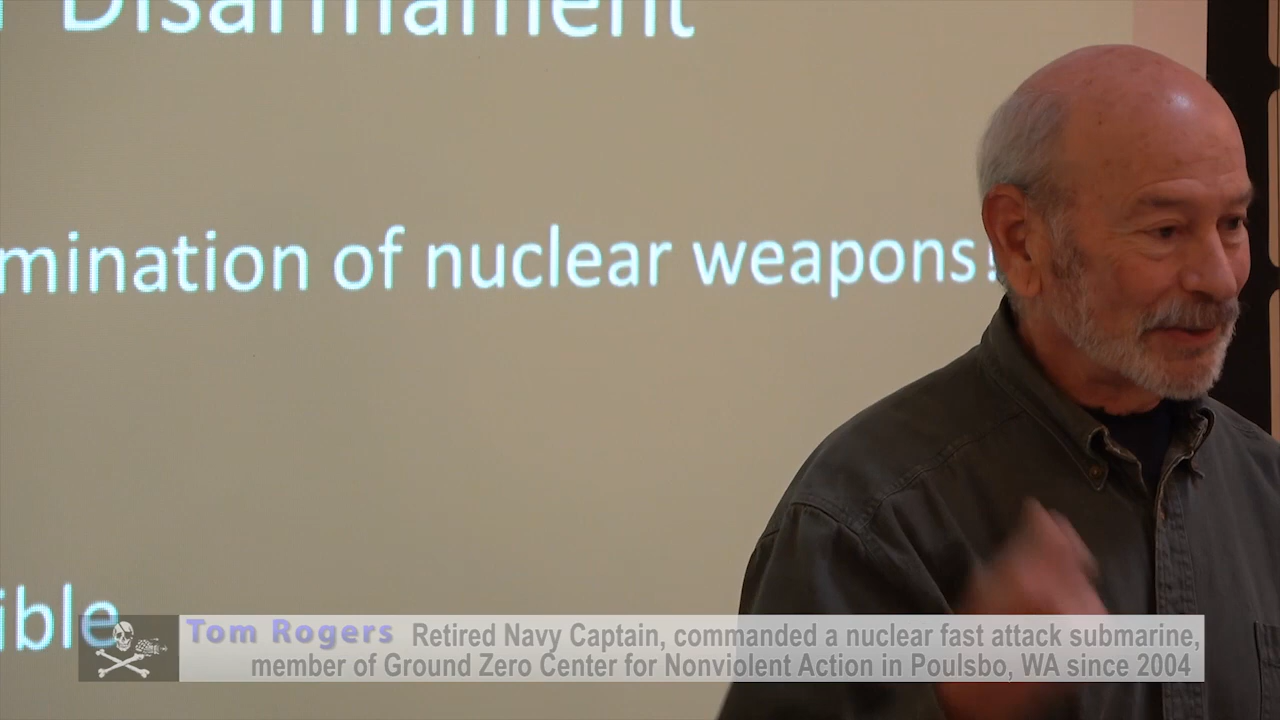 Disarmament
mination of nuclear weapons!
ible
Tom Rogers Retired Navy Captain, commanded a nuclear fast attack submarine,
member of Ground Zero Center for Nonviolent Action in Poulsbo, WA since 2004